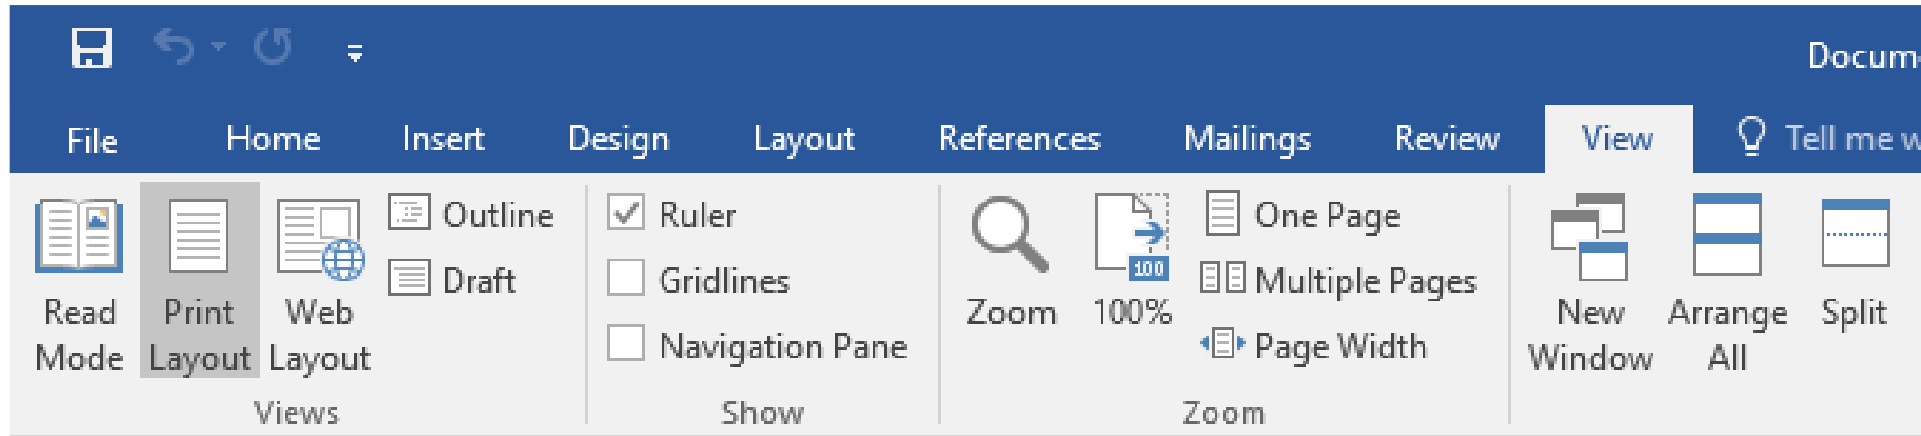 Docum
File Home Insert Design Layout References Mailings Review View Tell me w
Read Mode
Print Layout
Web Layout
Outline
Draft
Views
Ruler
Gridlines
Navigation Pane
Show
Zoom
100
100%
One Page
Multiple Pages
Page Width
Zoom
New Window
Arrange All
Split